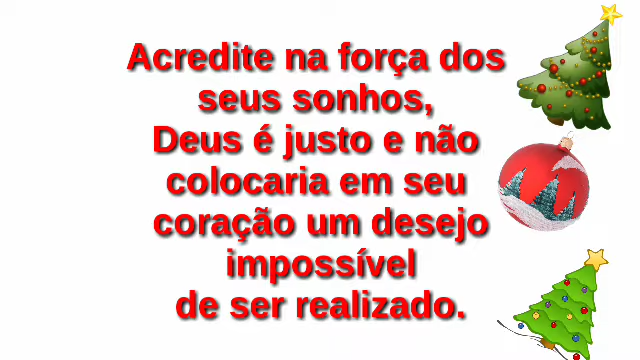 Acredite na força dos
seus sonhos,
Deus é justo e não
colocaria em seu
coração um desejo
impossível
de ser realizado.